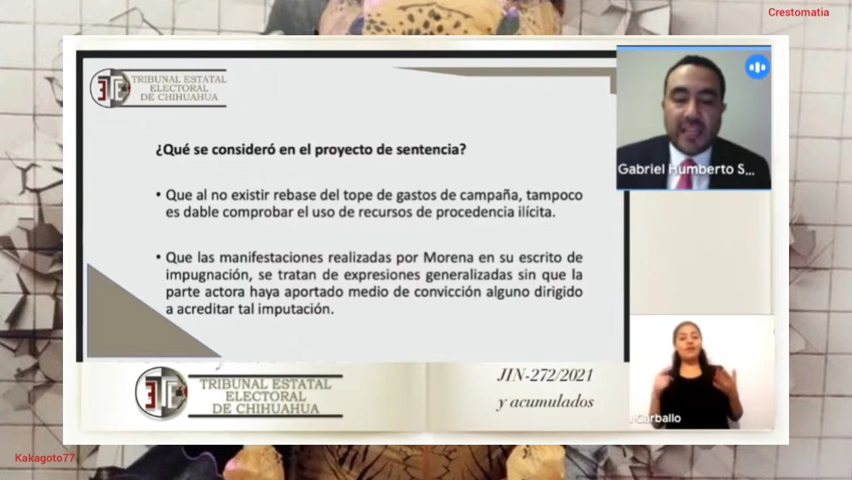 Crestomatia
TRIBUNAL ESTATAL
ELECTORAL
DE CHIHUAHUA
¿Qué se consideró en el proyecto de sentencia?
• Que al no existir rebase del tope de gastos de campaña, tampoco
es dable comprobar el uso de recursos de procedencia ilícita.
• Que las manifestaciones realizadas por Morena en su escrito de
impugnación, se tratan de expresiones generalizadas sin que la
parte actora haya aportado medio de convicción alguno dirigido
a acreditar tal imputación.
Gabriel Humberto S...
TRIBUNAL ESTATAL
ELECTORAL
DE CHIHUAHUA
JIN-272/2021
y acumulados
Carballo
Kakagoto77